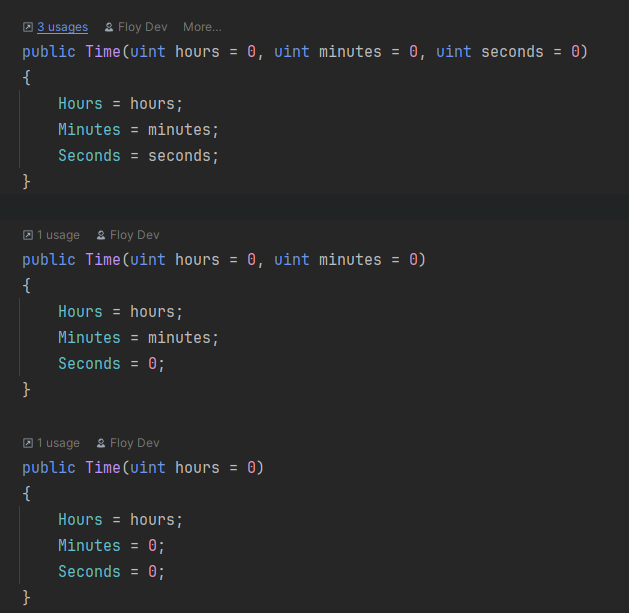 3 usages Floy Dev More...
public Time(uint hours = 0, uint minutes = 0, uint seconds = 0)
{
    Hours = hours;
    Minutes = minutes;
    Seconds = seconds;
}
1 usage Floy Dev
public Time(uint hours = 0, uint minutes = 0)
{
    Hours = hours;
    Minutes = minutes;
    Seconds = 0;
}
1 usage Floy Dev
public Time(uint hours = 0)
{
    Hours = hours;
    Minutes = 0;
    Seconds = 0;
}